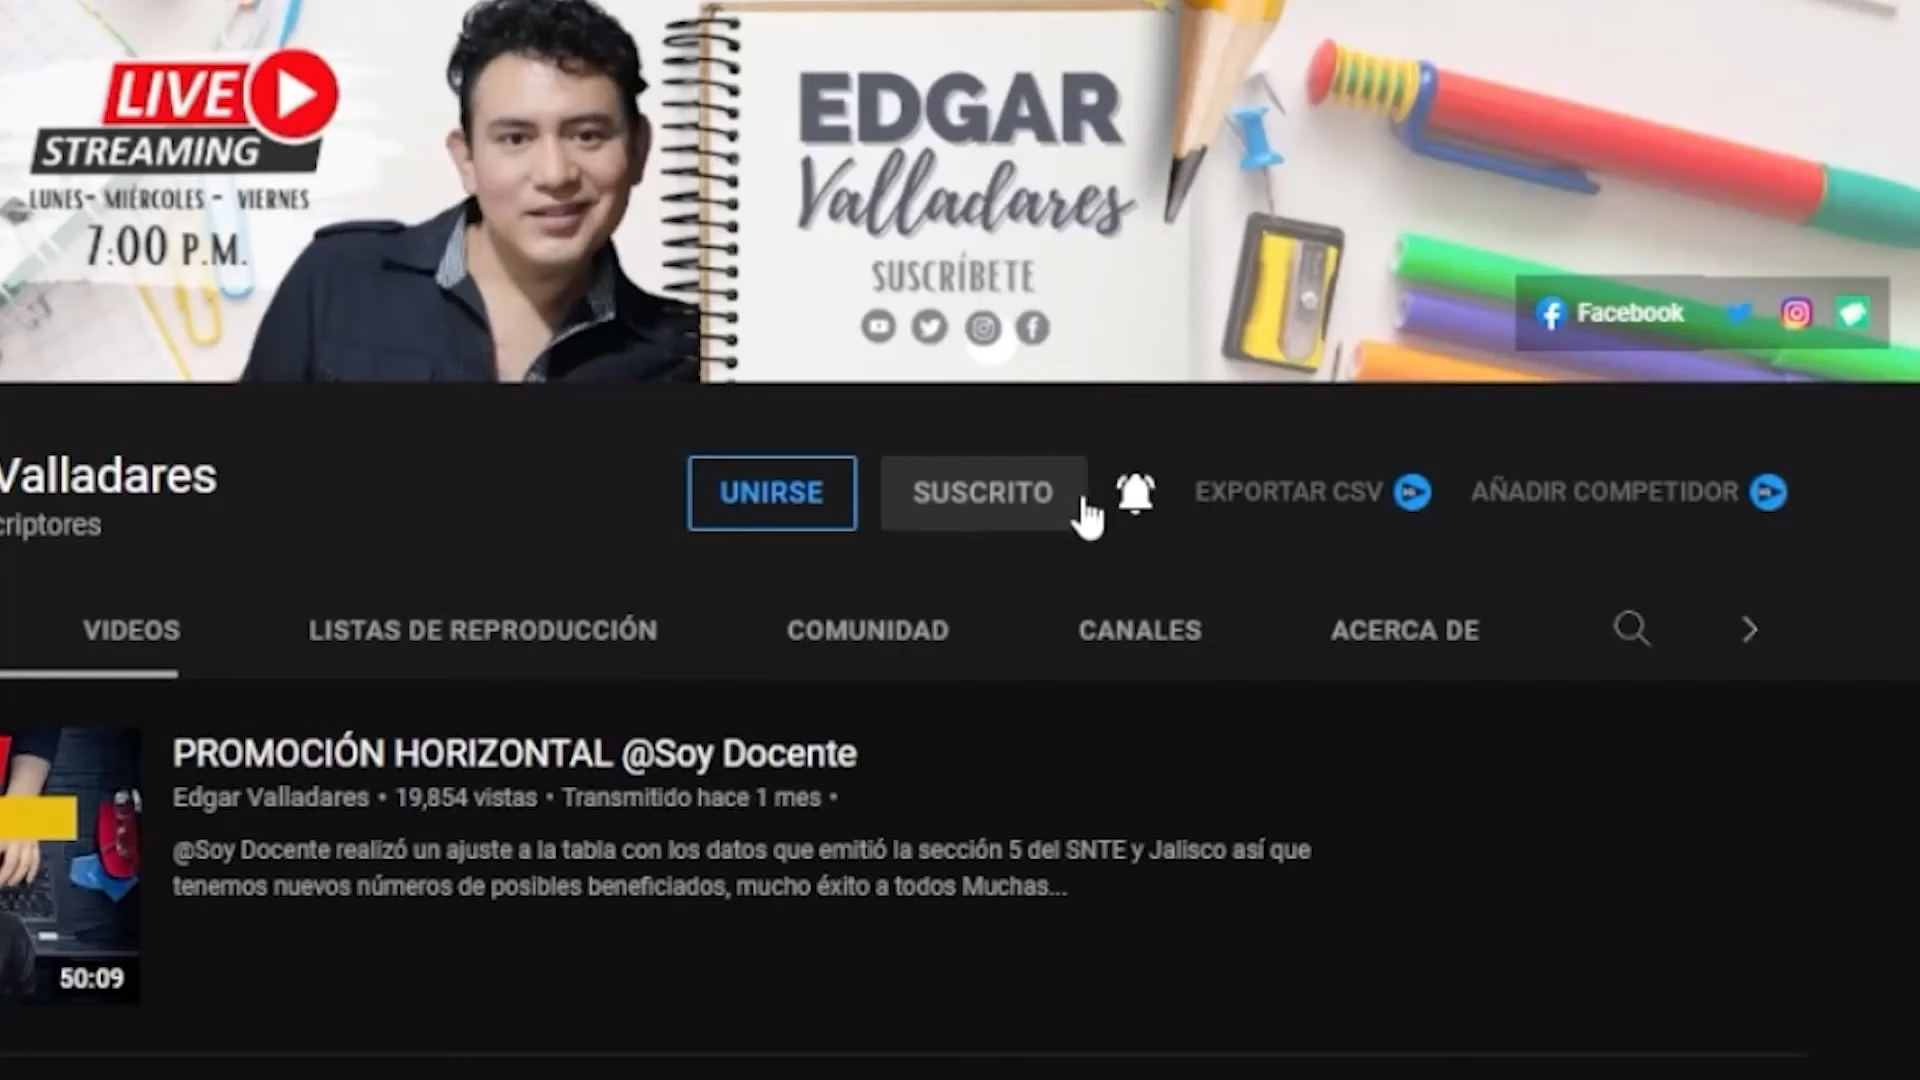 LIVE
STREAMING
LUNES- MIÉRCOLES - VIERNES
7:00 P.M.
EDGAR
Valladares
SUSCRÍBETE
Facebook
Valladares
criptores
UNIRSE
SUSCRITO
EXPORTAR CSV
AÑADIR COMPETIDOR
VIDEOS
LISTAS DE REPRODUCCIÓN
COMUNIDAD
CANALES
ACERCA DE
PROMOCIÓN HORIZONTAL @Soy Docente
Edgar Valladares • 19,854 vistas • Transmitido hace 1 mes •
@Soy Docente realizó un ajuste a la tabla con los datos que emitió la sección 5 del SNTE y Jalisco así que
tenemos nuevos números de posibles beneficiados, mucho éxito a todos Muchas...
50:09